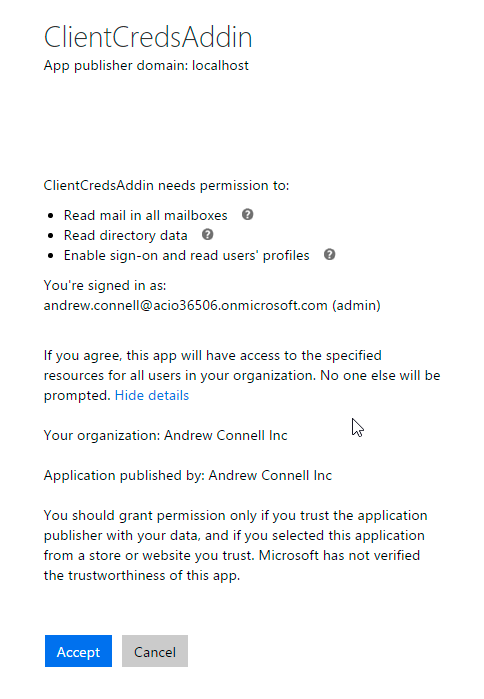 ClientCredsAddin
App publisher domain: localhost
ClientCredsAddin needs permission to:
• Read mail in all mailboxes ?
• Read directory data ?
• Enable sign-on and read users' profiles ?
You're signed in as:
andrew.connell@acio36506.onmicrosoft.com (admin)
If you agree, this app will have access to the specified
resources for all users in your organization. No one else will be
prompted. Hide details
Your organization: Andrew Connell Inc
Application published by: Andrew Connell Inc
You should grant permission only if you trust the application
publisher with your data, and if you selected this application
from a store or website you trust. Microsoft has not verified
the trustworthiness of this app.
Accept Cancel